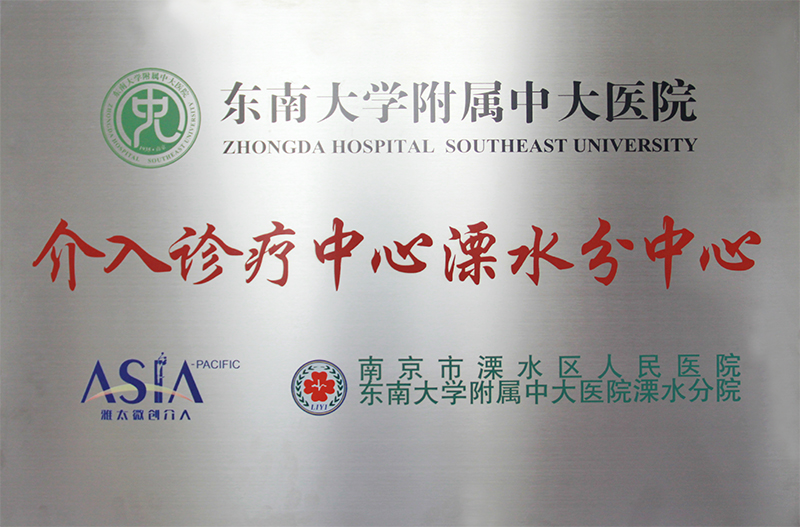 东南大学附属中大医院
ZHONGDA HOSPITAL SOUTHEAST UNIVERSITY
介入诊疗中心溧水分中心
ASIA-PACIFIC
微创介入
南京市溧水区人民医院
东南大学附属中大医院溧水分院